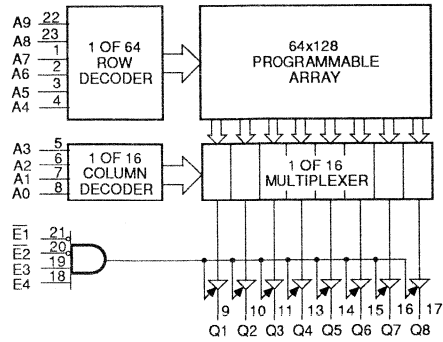 A9 22
A8 23
A7 1
A6 2
A5 3
A4 4
1 OF 64
ROW
DECODER
64x128
PROGRAMMABLE
ARRAY
A3 5
A2 6
A1 7
A0 8
1 OF 16
COLUMN
DECODER
1 OF 16
MULTIPLEXER
E1 21
E2 20
E3 19
E4 18
9 10 11 13 14 15 16 17
Q1 Q2 Q3 Q4 Q5 Q6 Q7 Q8